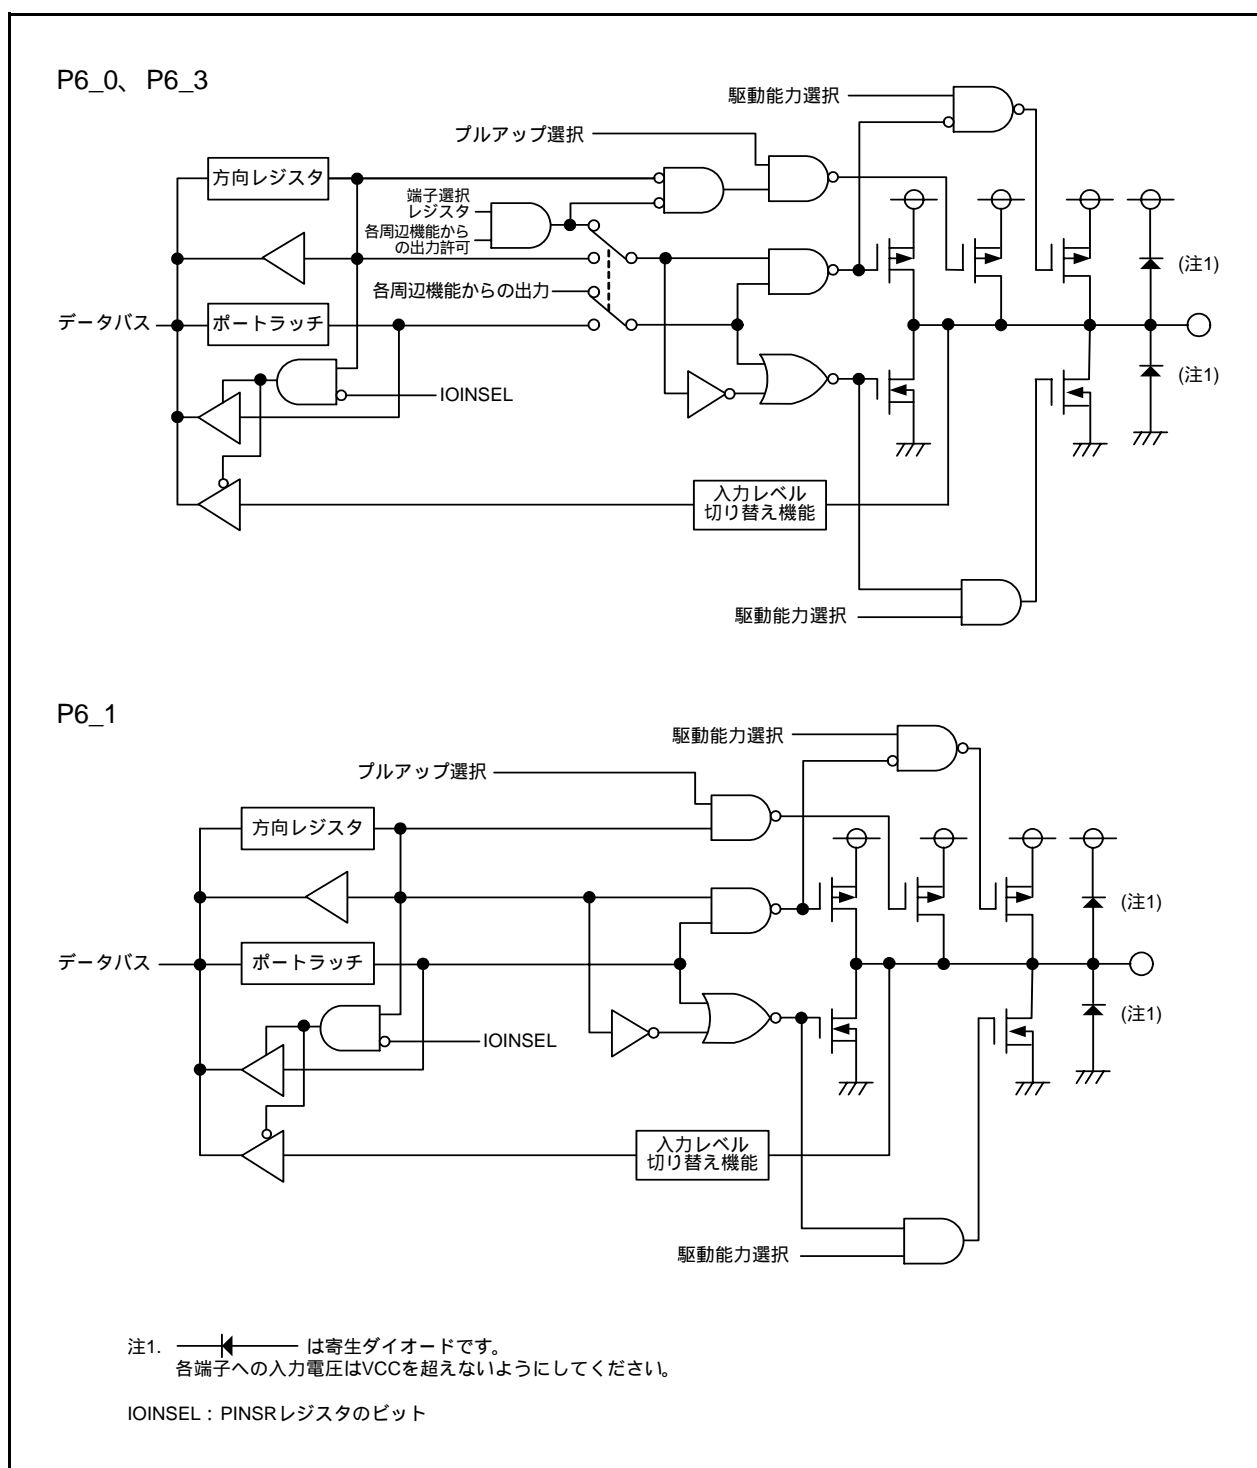 P6_0、 P6_3
駆動能力選択
プルアップ選択
方向レジスタ
端子選択
レジスタ
各周辺機能から
の出力許可
(注1)
各周辺機能からの出力
データバス
ポートラッチ
(注1)
IOINSEL
入力レベル
切り替え機能
駆動能力選択
P6_1
駆動能力選択
プルアップ選択
方向レジスタ
(注1)
データバス
ポートラッチ
(注1)
IOINSEL
入力レベル
切り替え機能
駆動能力選択
注1. は寄生ダイオードです。
各端子への入力電圧はVCCを超えないようにしてください。
IOINSEL : PINSRレジスタのビット